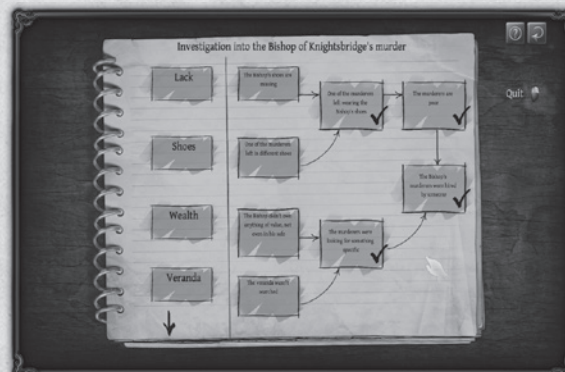 Investigation into the Bishop of Knightsbridge's murder
Quit
Lack
Shoes
Wealth
Veranda
The Bishop's shoes are
missing
One of the murderers
left wearing the
Bishop's shoes
The murderers are
poor
One of the murderers
left in different shoes
The Bishop's
murderers were hired
by someone
The Bishop didn't own
anything of value, not
even in his safe
The murderers were
looking for something
specific
The veranda wasn't
searched